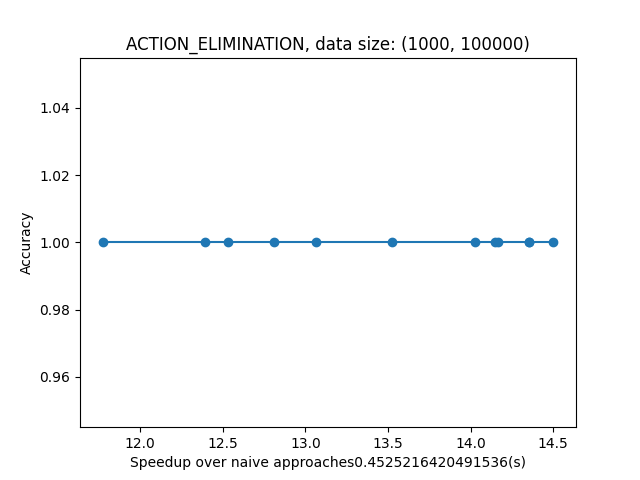 ACTION_ELIMINATION, data size: (1000, 100000)
Accuracy
1.04
1.02
1.00
0.98
0.96
12.0 12.5 13.0 13.5 14.0 14.5
Speedup over naive approaches0.4525216420491536(s)